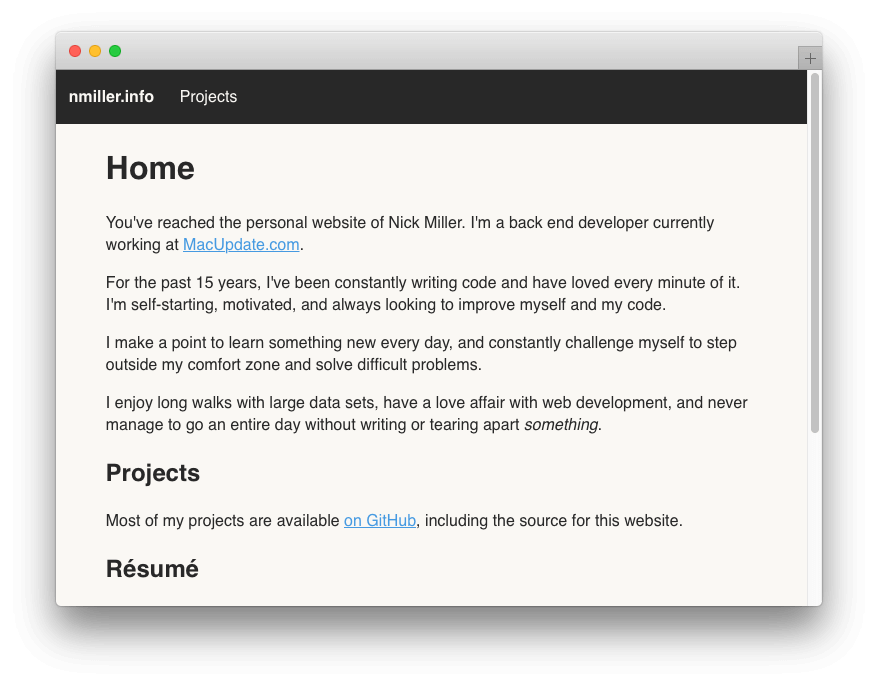 nmiller.info Projects
Home
You've reached the personal website of Nick Miller. I'm a back end developer currently
working at MacUpdate.com.
For the past 15 years, I've been constantly writing code and have loved every minute of it.
I'm self-starting, motivated, and always looking to improve myself and my code.
I make a point to learn something new every day, and constantly challenge myself to step
outside my comfort zone and solve difficult problems.
I enjoy long walks with large data sets, have a love affair with web development, and never
manage to go an entire day without writing or tearing apart something.
Projects
Most of my projects are available on GitHub, including the source for this website.
Résumé